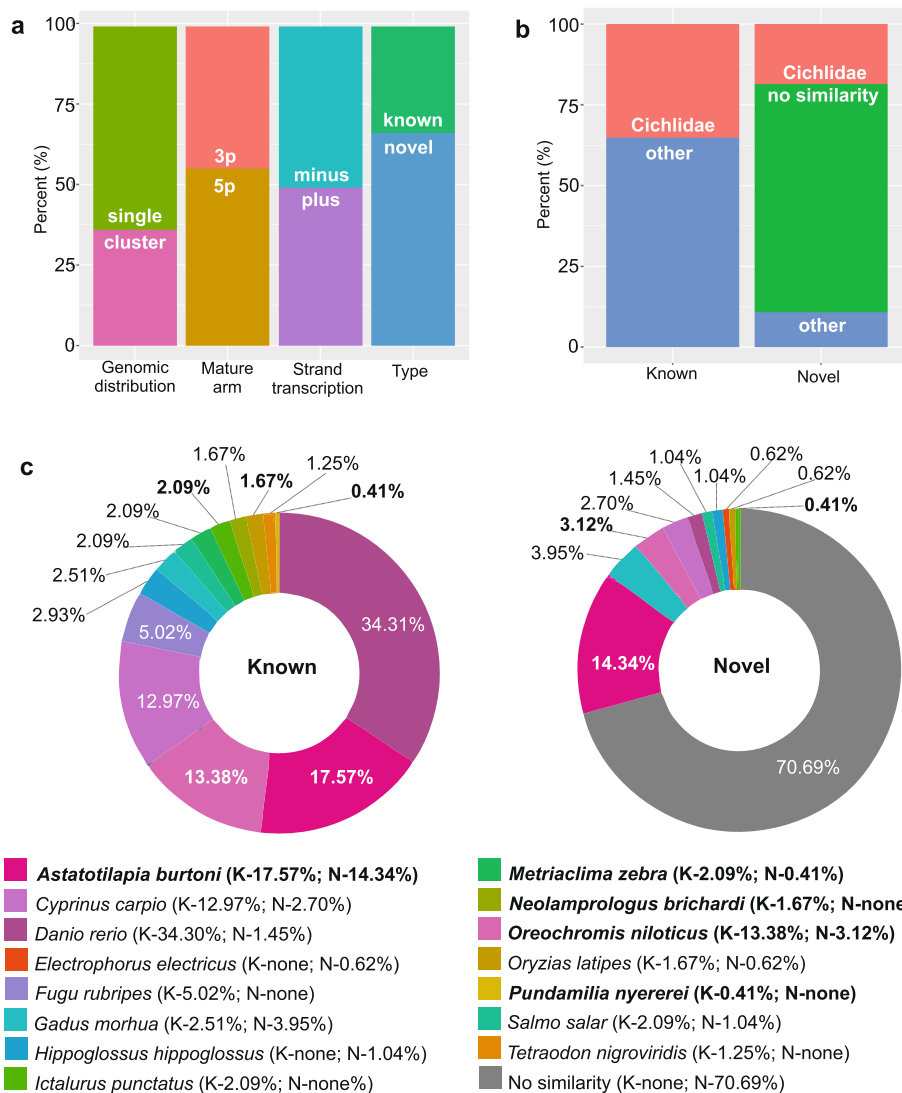 a
100
75
50
25
0
Percent (%)
single
cluster
3p
5p
minus
plus
known
novel
Genomic
distribution
Mature
arm
Strand
transcription
Type
b
100
75
50
25
0
Percent (%)
Cichlidae
other
Cichlidae
no similarity
other
Known
Novel
c
2.93%
2.51%
2.09%
2.09%
2.09%
1.67%
1.67%
1.25%
0.41%
34.31%
17.57%
13.38%
12.97%
5.02%
Known
3.95%
3.12%
2.70%
1.45%
1.04%
1.04%
0.62%
0.62%
0.41%
14.34%
70.69%
Novel
Astatotilapia burtoni (K-17.57%; N-14.34%)
Cyprinus carpio (K-12.97%; N-2.70%)
Danio rerio (K-34.30%; N-1.45%)
Electrophorus electricus (K-none; N-0.62%)
Fugu rubripes (K-5.02%; N-none)
Gadus morhua (K-2.51%; N-3.95%)
Hippoglossus hippoglossus (K-none; N-1.04%)
Ictalurus punctatus (K-2.09%; N-none%)
Metriaclima zebra (K-2.09%; N-0.41%)
Neolamprologus brichardi (K-1.67%; N-none
Oreochromis niloticus (K-13.38%; N-3.12%)
Oryzias latipes (K-1.67%; N-0.62%)
Pundamilia nyererei (K-0.41%; N-none)
Salmo salar (K-2.09%; N-1.04%)
Tetraodon nigroviridis (K-1.25%; N-none)
No similarity (K-none; N-70.69%)